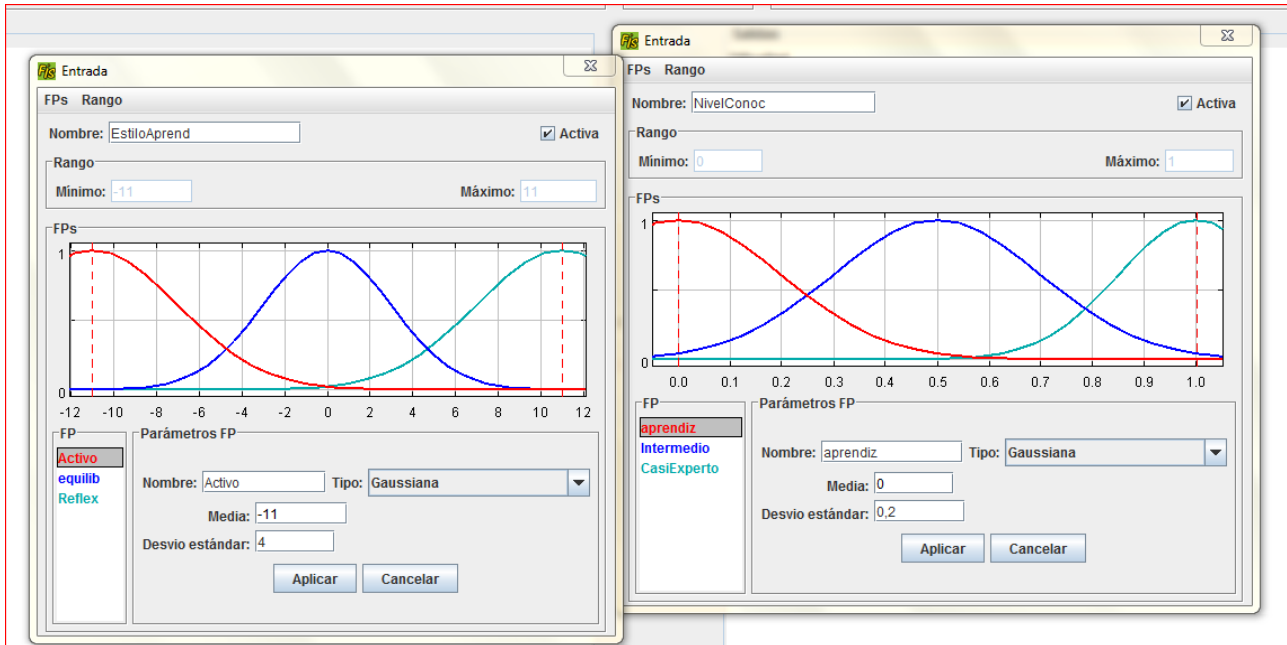 Fjs Entrada
FPs Rango
Nombre: EstiloAprend Activa
Rango
Mínimo: -11 Máximo: 11
FPs
1
0
-12 -10 -8 -6 -4 -2 0 2 4 6 8 10 12
FP
Activo
equilib
Reflex
Parámetros FP
Nombre: Activo Tipo: Gaussiana
Media: -11
Desvio estándar: 4
Aplicar Cancelar
Fjs Entrada
FPs Rango
Nombre: NivelConoc Activa
Rango
Mínimo: 0 Máximo: 1
FPs
1
0
0.0 0.1 0.2 0.3 0.4 0.5 0.6 0.7 0.8 0.9 1.0
FP
aprendiz
Intermedio
CasiExperto
Parámetros FP
Nombre: aprendiz Tipo: Gaussiana
Media: 0
Desvio estándar: 0,2
Aplicar Cancelar